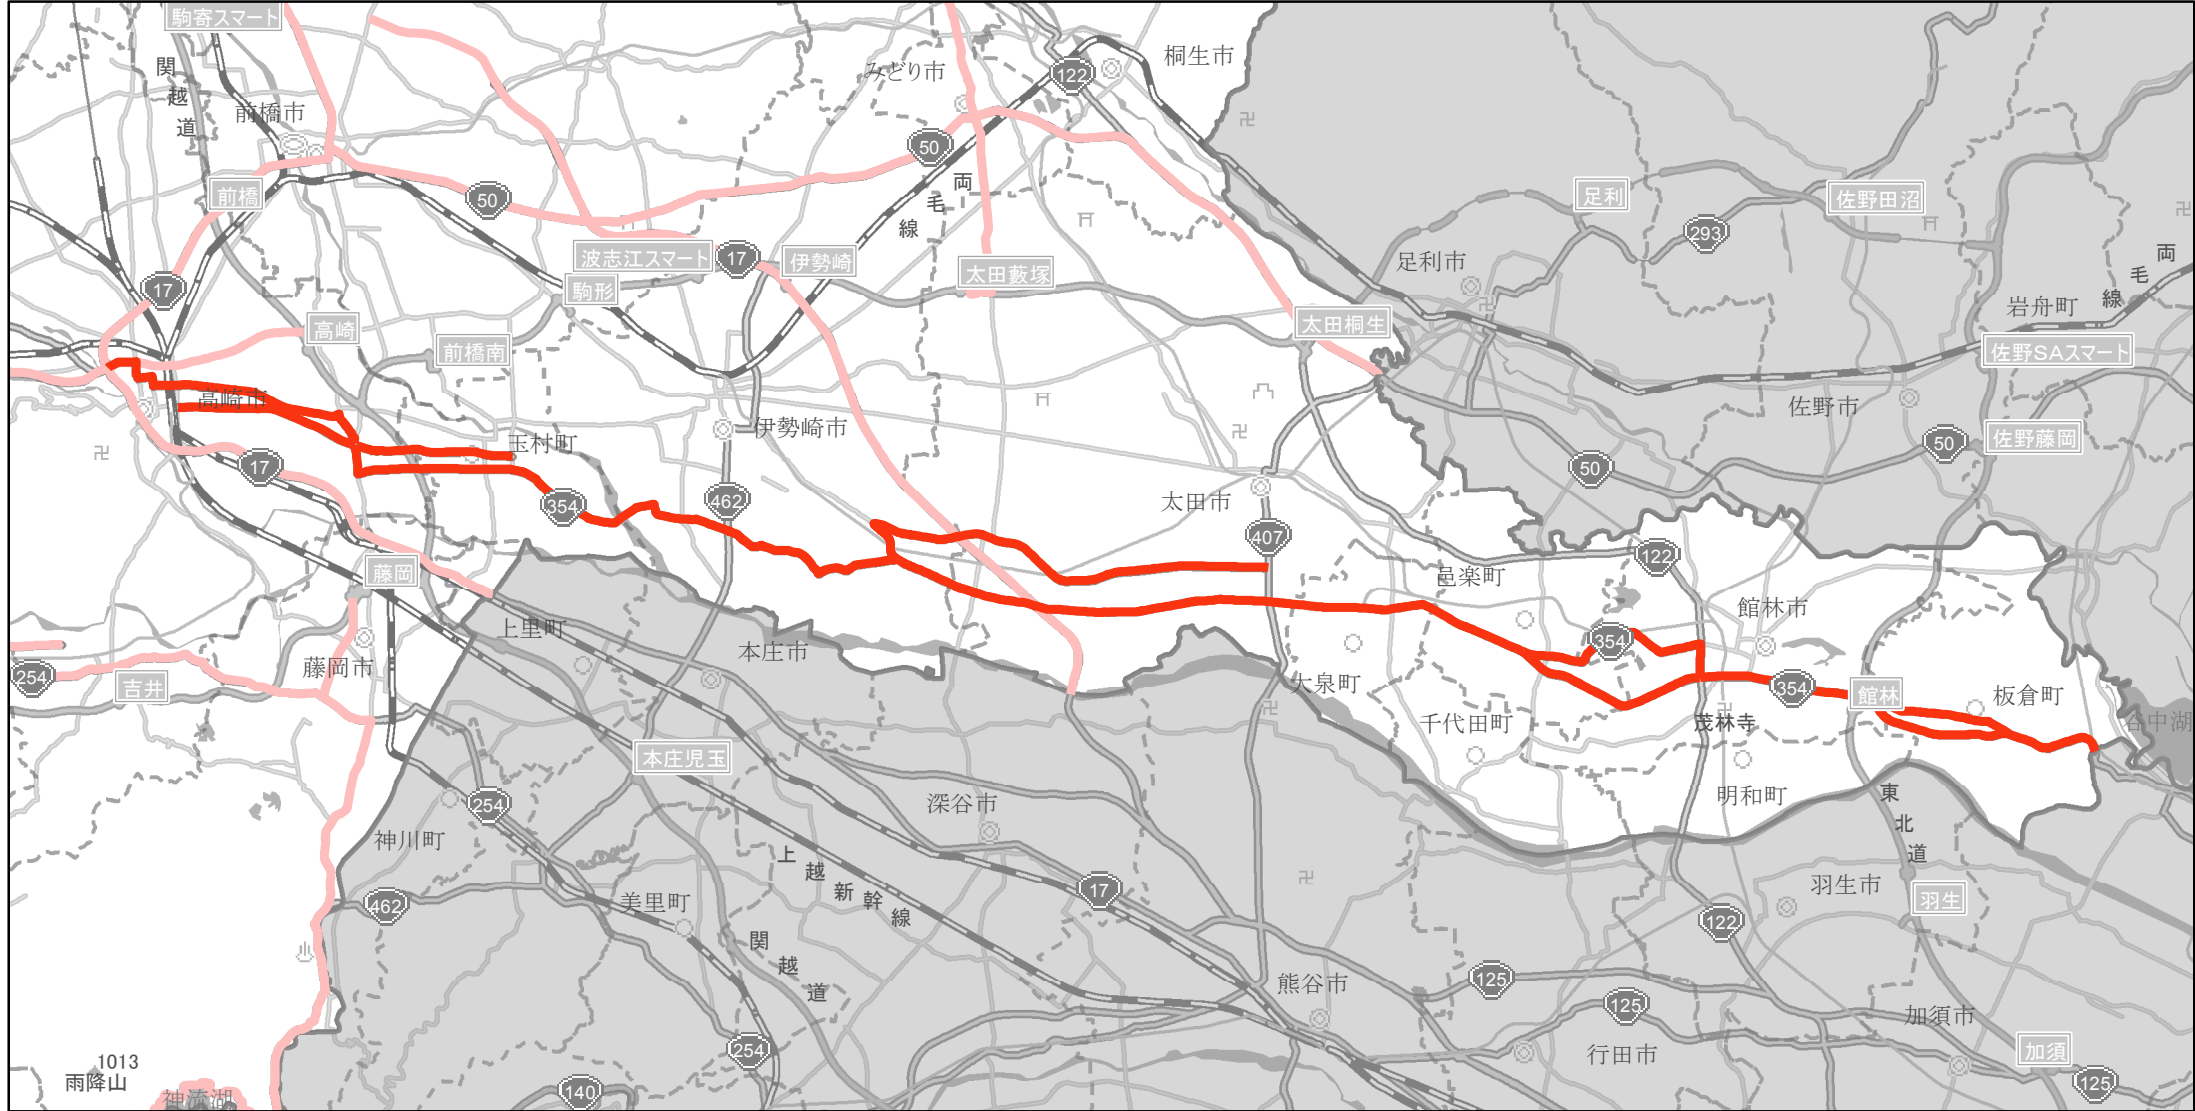 駒寄スマート
関越道
前橋市
みどり市
122
桐生市
50
前橋
50
両毛線
足利
佐野田沼
293
17
波志江スマート
17
伊勢崎
太田藪塚
足利市
両毛線
駒形
岩舟町
高崎
前橋南
太田桐生
佐野SAスマート
高崎市
佐野市
伊勢崎市
玉村町
50
佐野藤岡
17
50
462
354
太田市
407
122
藤岡
邑楽町
館林市
上里町
354
本庄市
藤岡市
254
吉井
大泉町
354
館林
板倉町
千代田町
茂林寺
谷中湖
本庄児玉
明和町
254
深谷市
東北道
神川町
上越新幹線
17
羽生市
462
美里町
羽生
122
関越道
熊谷市
125
125
加須市
254
行田市
加須
1013
雨降山
神流湖
140
125